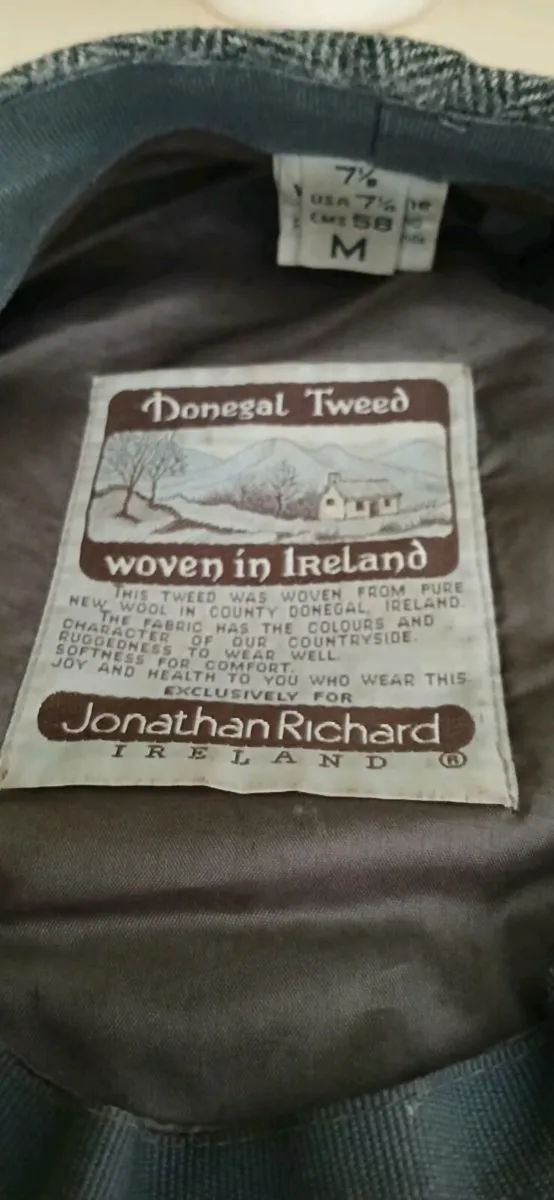 7⅛
USA 7¼
CMS 58
M
Donegal Tweed
woven in Ireland
THIS TWEED WAS WOVEN FROM PURE
NEW WOOL IN COUNTY DONEGAL, IRELAND.
THE FABRIC HAS THE COLOURS AND
CHARACTER OF OUR COUNTRYSIDE.
RUGGEDNESS TO WEAR WELL.
SOFTNESS FOR COMFORT.
JOY AND HEALTH TO YOU WHO WEAR THIS
EXCLUSIVELY FOR
Jonathan Richard
IRELAND ®